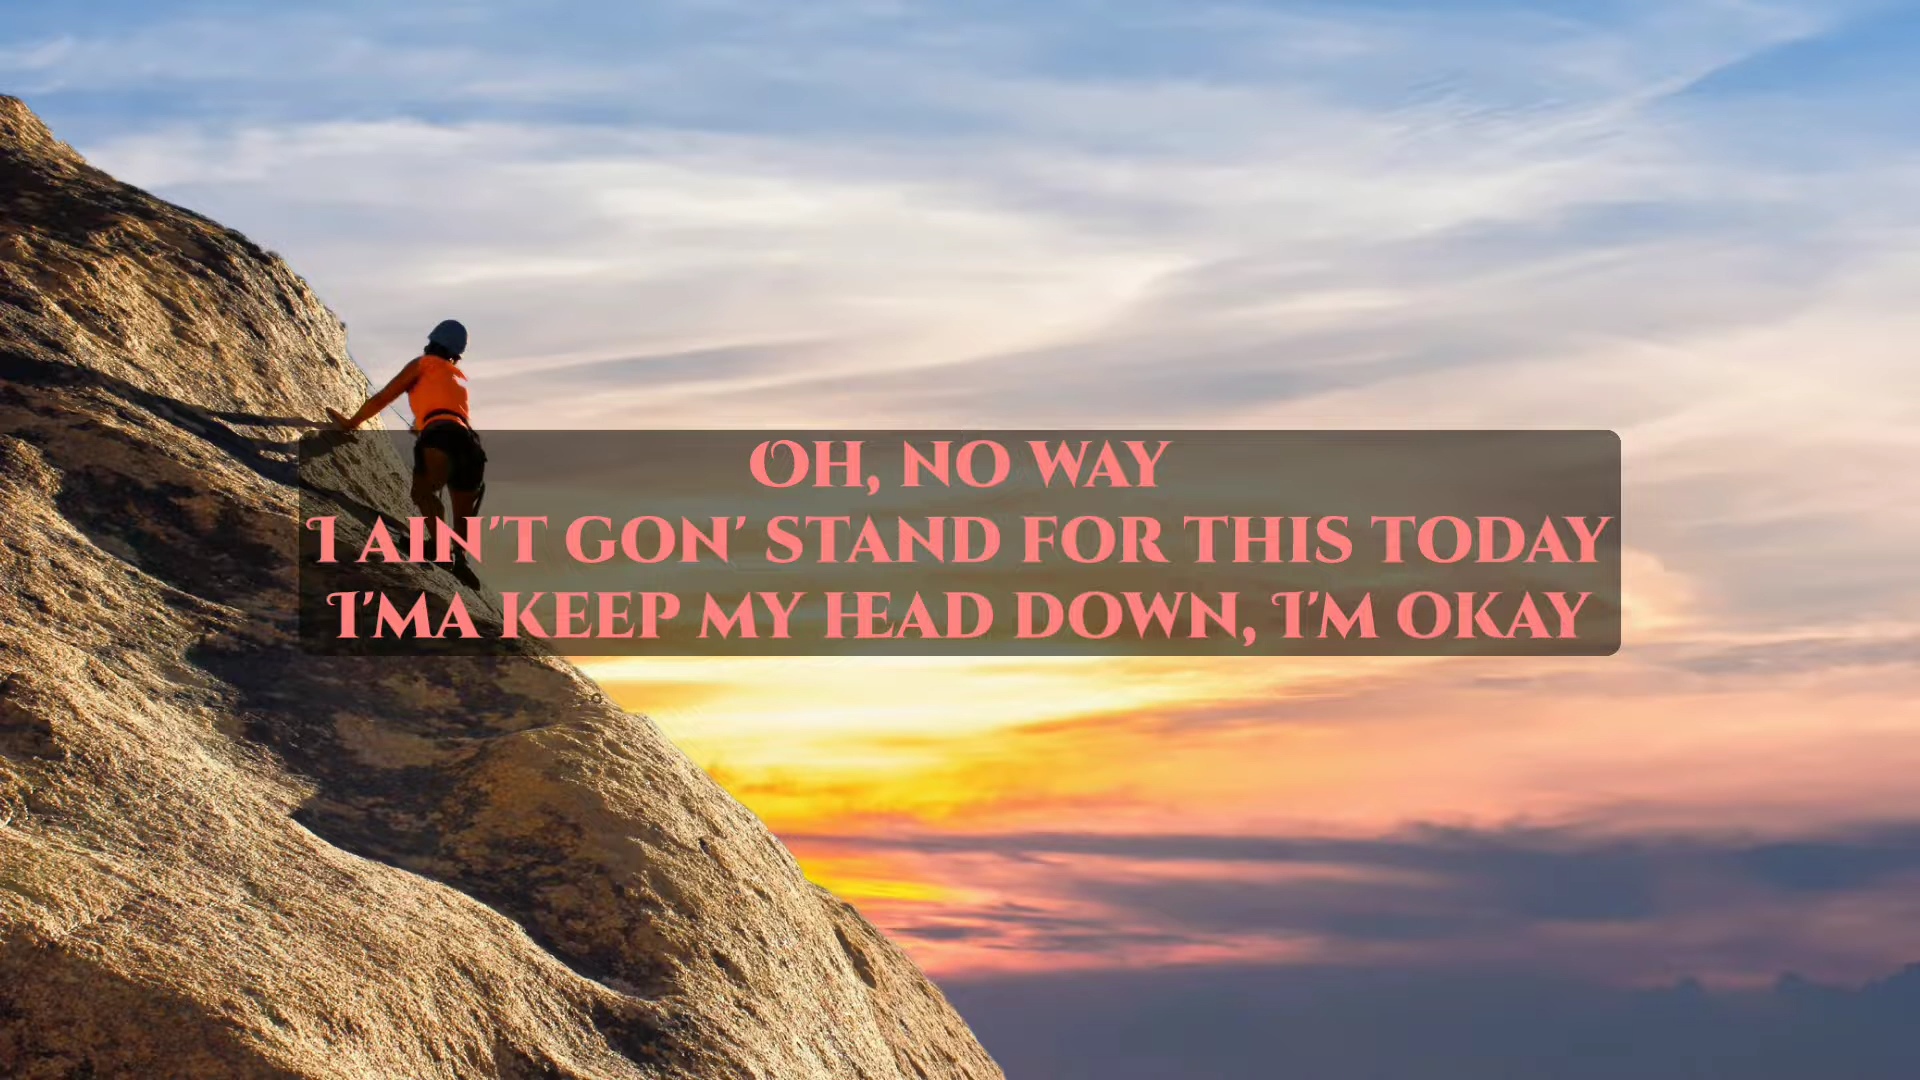 Oh, no way
I ain't gon' stand for this today
I'ma keep my head down, I'm okay